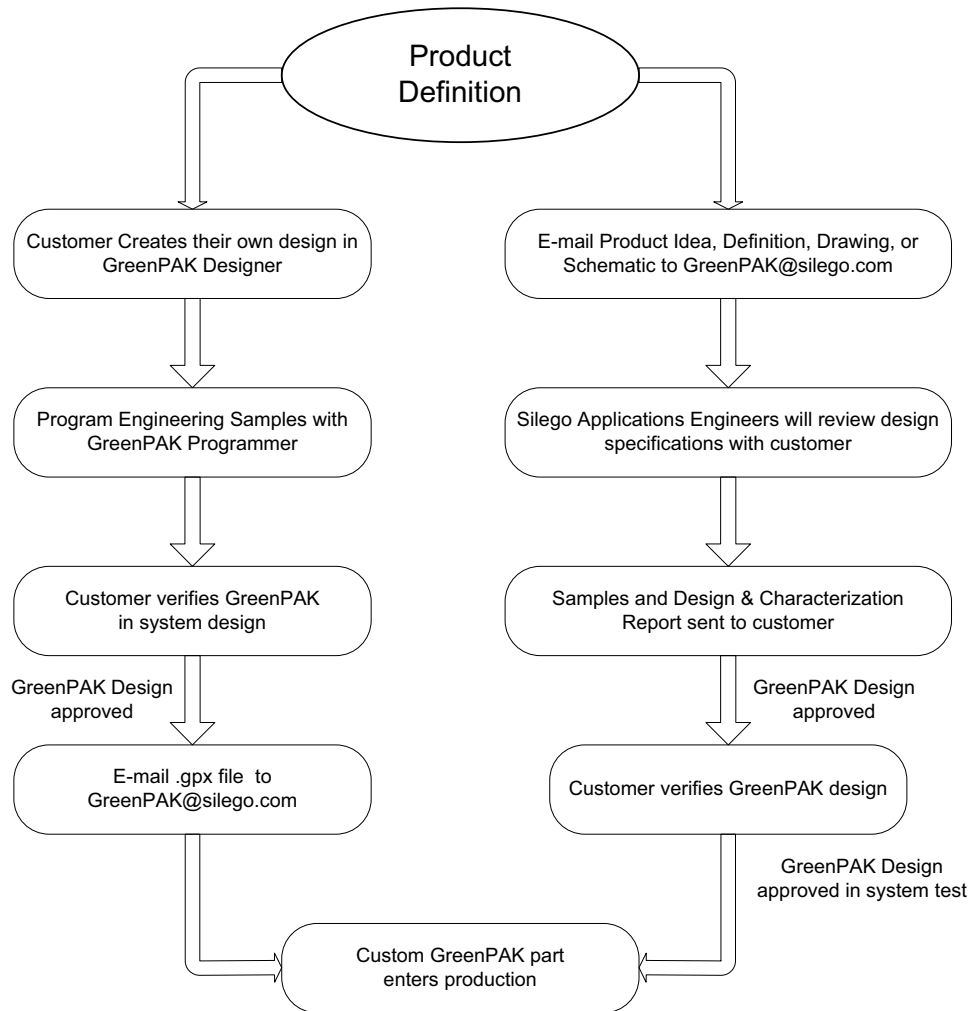 Product
Definition
Customer Creates their own design in
GreenPAK Designer
E-mail Product Idea, Definition, Drawing, or
Schematic to GreenPAK@silego.com
Program Engineering Samples with
GreenPAK Programmer
Silego Applications Engineers will review design
specifications with customer
Customer verifies GreenPAK
in system design
Samples and Design & Characterization
Report sent to customer
GreenPAK Design
approved
GreenPAK Design
approved
E-mail .gpx file to
GreenPAK@silego.com
Customer verifies GreenPAK design
GreenPAK Design
approved in system test
Custom GreenPAK part
enters production